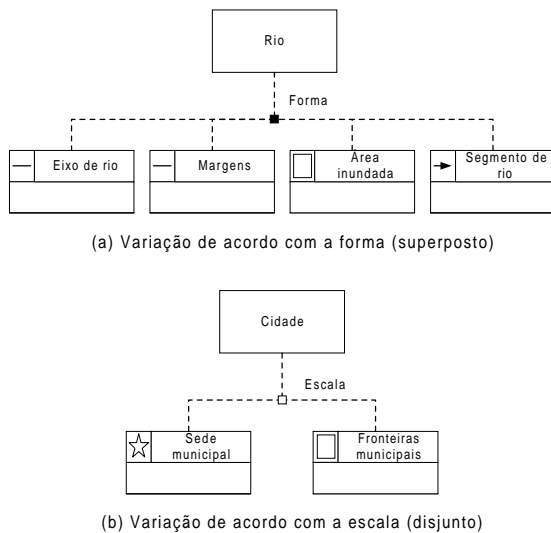 Rio
Forma
Eixo de rio
Margens
Área
inundada
Segmento de
rio
(a) Variação de acordo com a forma (superposto)
Cidade
Escala
Sede
municipal
Fronteiras
municipais
(b) Variação de acordo com a escala (disjunto)